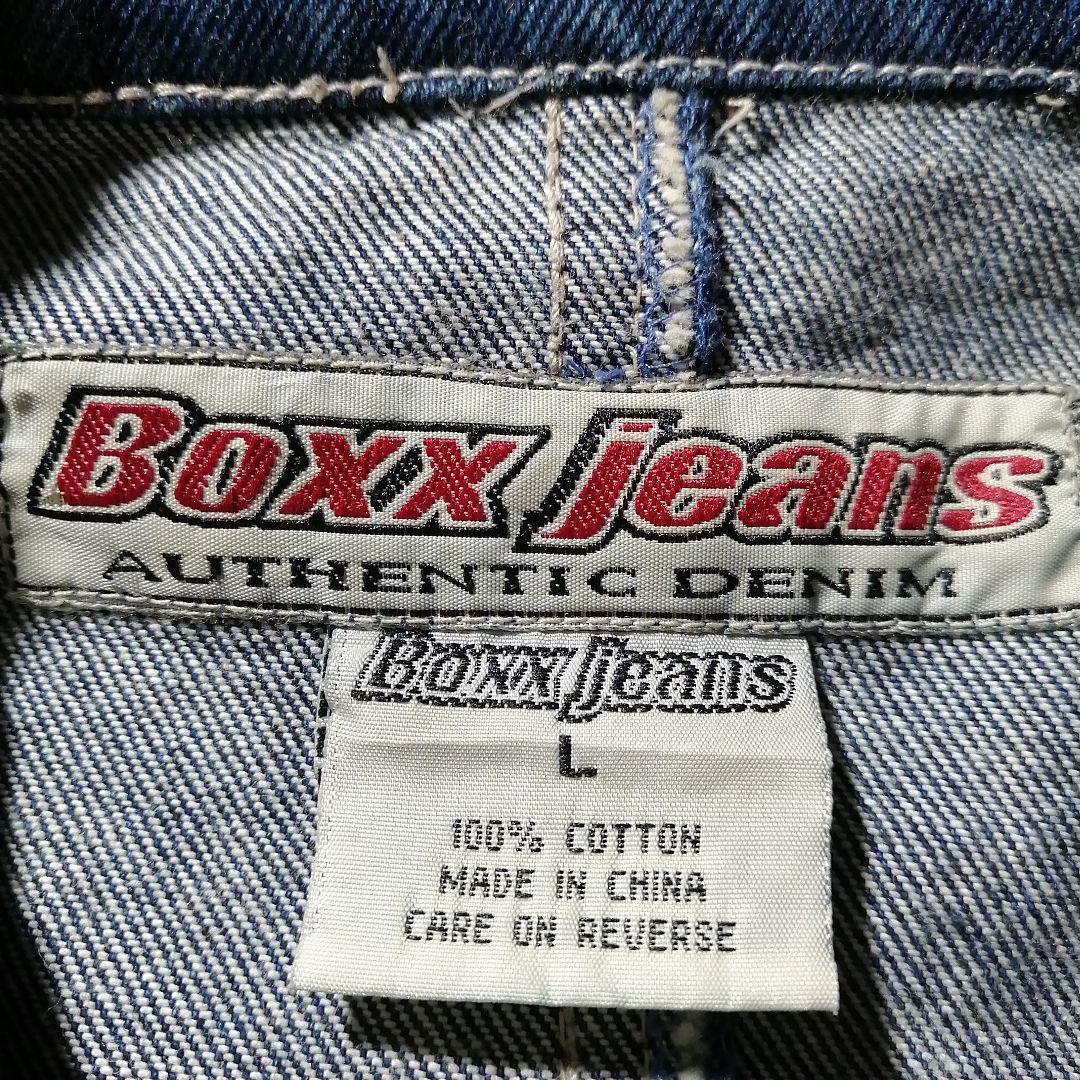 Boxx jeans
AUTHENTIC DENIM
Boxx jeans
L
100% COTTON
MADE IN CHINA
CARE ON REVERSE